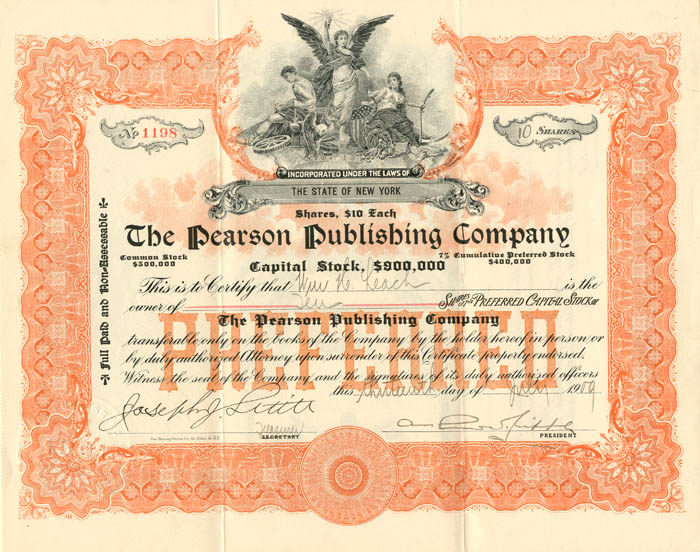 No 1198
10 Shares
INCORPORATED UNDER THE LAWS OF
THE STATE OF NEW YORK
Shares, $10 Each
The Pearson Publishing Company
Common Stock
$500,000
Capital Stock, $900,000
7% Cumulative Preferred Stock
$400,000
Full Paid and Non-Assessable
This is to Certify that Wm H. Leach is the
owner of Ten SHARES OF THE PREFERRED CAPITAL STOCK OF
PREFERRED
The Pearson Publishing Company
transferable only on the books of the Company by the holder hereof in person or
by duly authorized Attorney upon surrender of this Certificate properly endorsed.
Witness the seal of the Company and the signatures of its duly authorized officers
this thirteenth day of July 1909
Joseph J.
Treasurer
SECRETARY
PRESIDENT